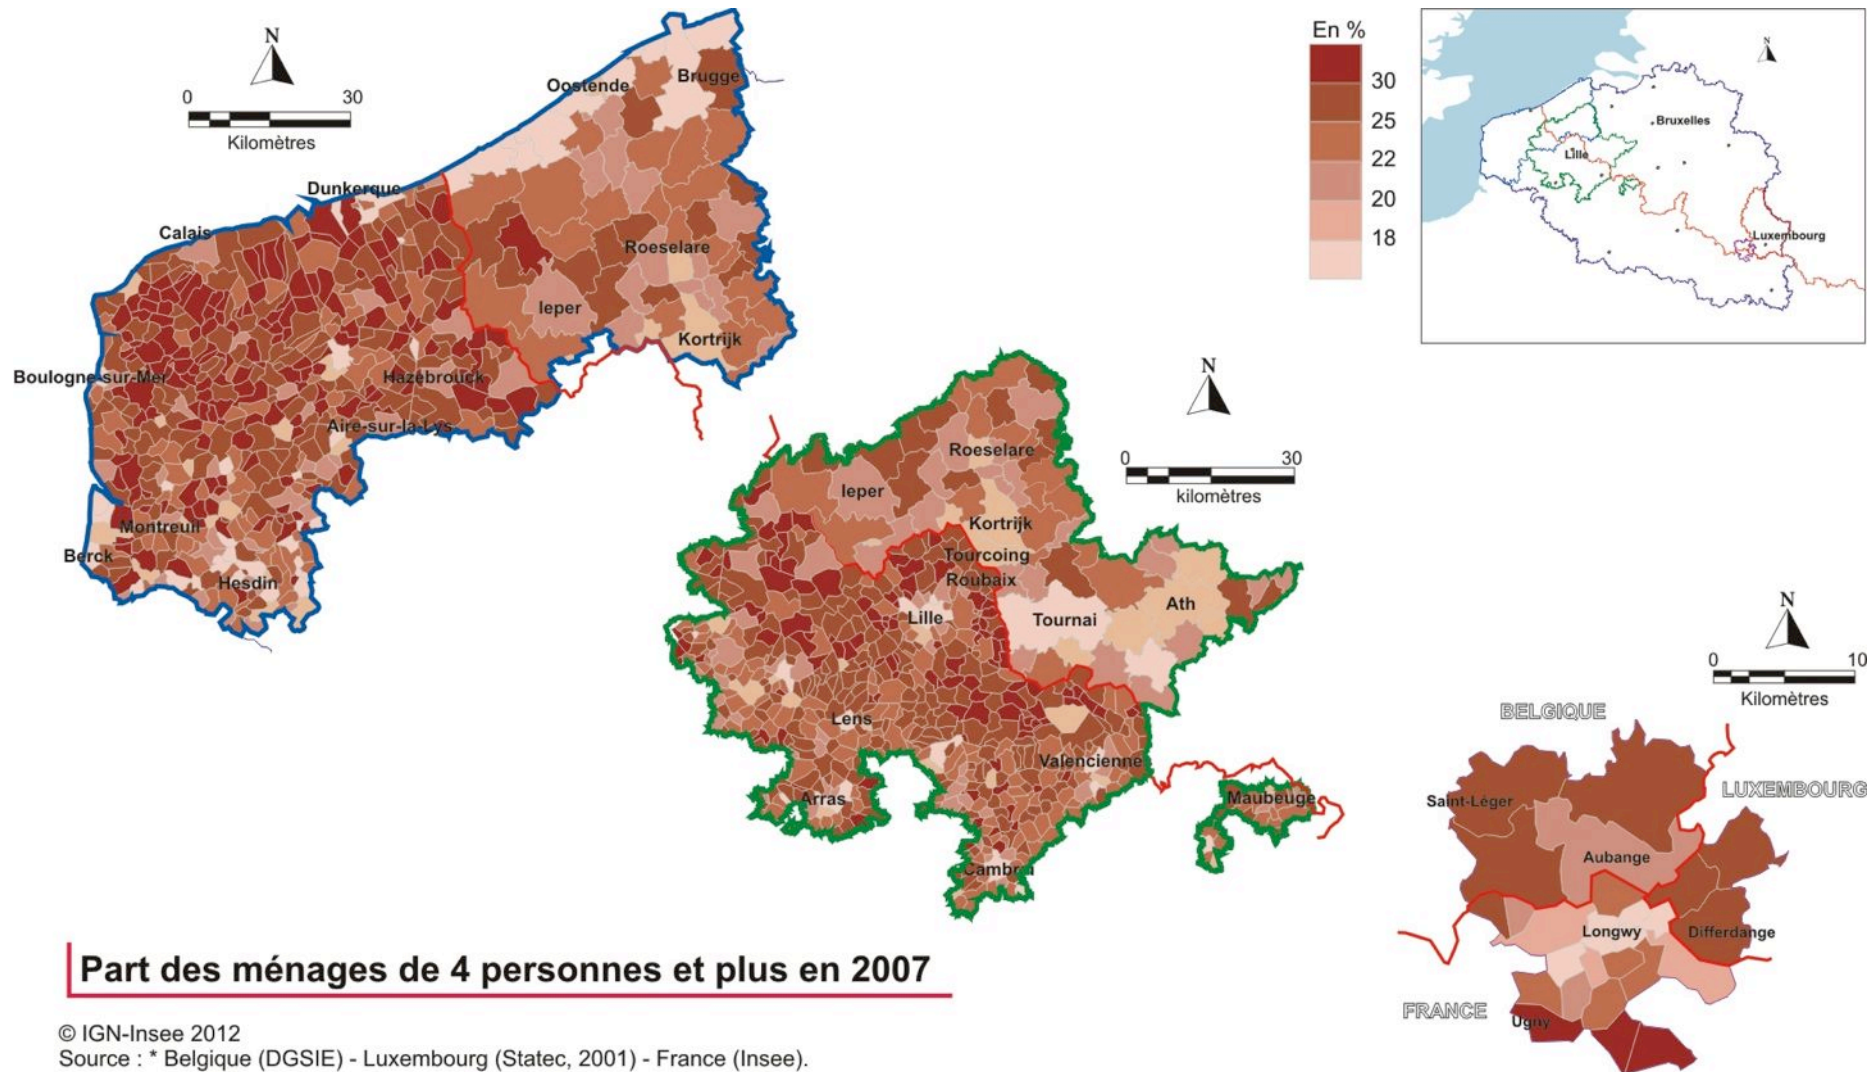 N
0 30
Kilomètres
Oostende
Brugge
Dunkerque
Calais
Roeselare
Ieper
Kortrijk
Boulogne-sur-Mer
Hazebrouck
Aire-sur-la-Lys
Montreuil
Berck
Hesdin
En %
30
25
22
20
18
N
Bruxelles
Lille
Luxembourg
N
0 30
kilomètres
Roeselare
Ieper
Kortrijk
Tourcoing
Roubaix
Lille
Tournai
Ath
Lens
Valencienne
Arras
Maubeuge
Cambrai
N
0 10
Kilomètres
BELGIQUE
LUXEMBOURG
Saint-Léger
Aubange
Longwy
Differdange
FRANCE
Ugny
Part des ménages de 4 personnes et plus en 2007
© IGN-Insee 2012
Source : * Belgique (DGSIE) - Luxembourg (Statec, 2001) - France (Insee).